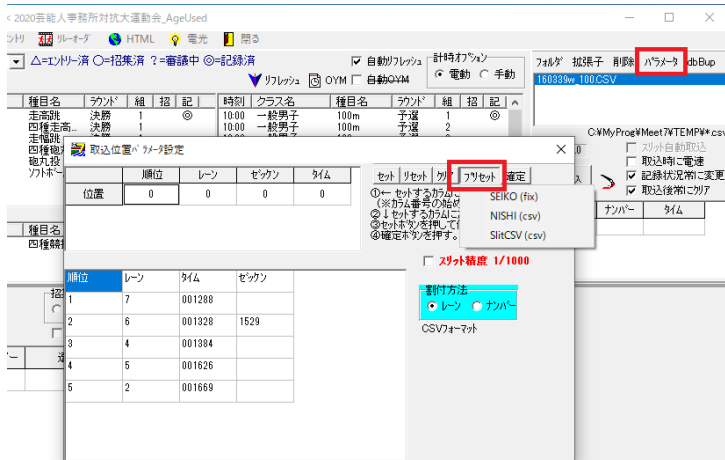 < 2020芸能人事務所対抗大運動会_AgeUsed
ﾝﾄﾘ ﾘﾚｰｵｰﾀﾞ HTML 電光 閉る
△=ｴﾝﾄﾘｰ済 ○=招集済 ?=審議中 ◎=記録済
自動ﾘﾌﾚｯｼｭ
ﾘﾌﾚｯｼｭ OYM 自動OYM
計時ｵﾌﾟｼｮﾝ
電動 手動
ﾌｫﾙﾀﾞ 拡張子 削除 ﾊﾟﾗﾒｰﾀ dbBup
160339w_100.CSV
種目名 ﾗｳﾝﾄﾞ 組 招 記
走高跳 決勝 1 ◎
四種走高... 決勝 1
走幅跳
四種砲丸
砲丸投
ｿﾌﾄﾎﾞｰ
時刻 クラス名 種目名 ﾗｳﾝﾄﾞ 組 招 記
10:00 一般男子 100m 予選 1 ◎
10:00 一般男子 100m 予選 2
C:¥MyProg¥Meet7¥TEMP¥*.csv
ｽﾘｯﾄ自動取込
取込時に電速
記録状況常に変更
取込後常にｸﾘｱ
ﾅﾝﾊﾞｰ ﾀｲﾑ
種目名
四種競技
取込位置ﾊﾟﾗﾒｰﾀ設定
順位 レーン ｾﾞｯｹﾝ ﾀｲﾑ
位置 0 0 0 0
ｾｯﾄ ﾘｾｯﾄ ｸﾘｱ ﾌﾟﾘｾｯﾄ 確定
①← セットするカラムに
(※カラム番号の始め
②↓セットするカラムに
③セットボタンを押して
④確定ボタンを押す。
SEIKO (fix)
NISHI (csv)
SlitCSV (csv)
ｽﾘｯﾄ精度 1/1000
割付方法
レーン ﾅﾝﾊﾞｰ
CSVﾌｫｰﾏｯﾄ
順位 レーン ﾀｲﾑ ｾﾞｯｹﾝ
1 7 001288
2 6 001328 1529
3 4 001384
4 5 001626
5 2 001669